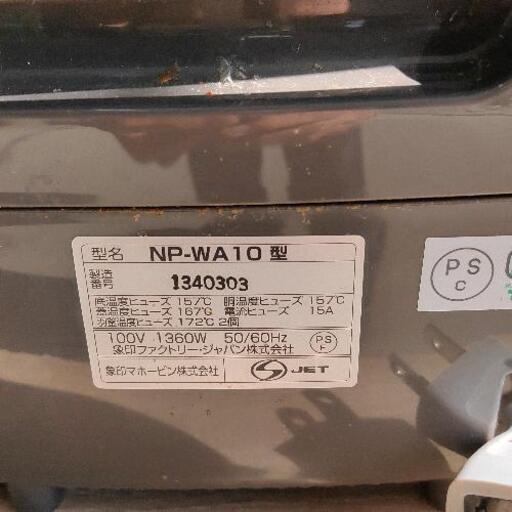 型名 NP-WA10 型
製造番号 1340303
底温度ヒューズ 157℃ 胴温度ヒューズ 157℃
蓋温度ヒューズ 167℃ 電流ヒューズ 15A
均窒温度ヒューズ 172℃ 2個
100V 1360W 50/60Hz
象印ファクトリー・ジャパン株式会社
PSE
象印マホービン株式会社
S JET
PS
C